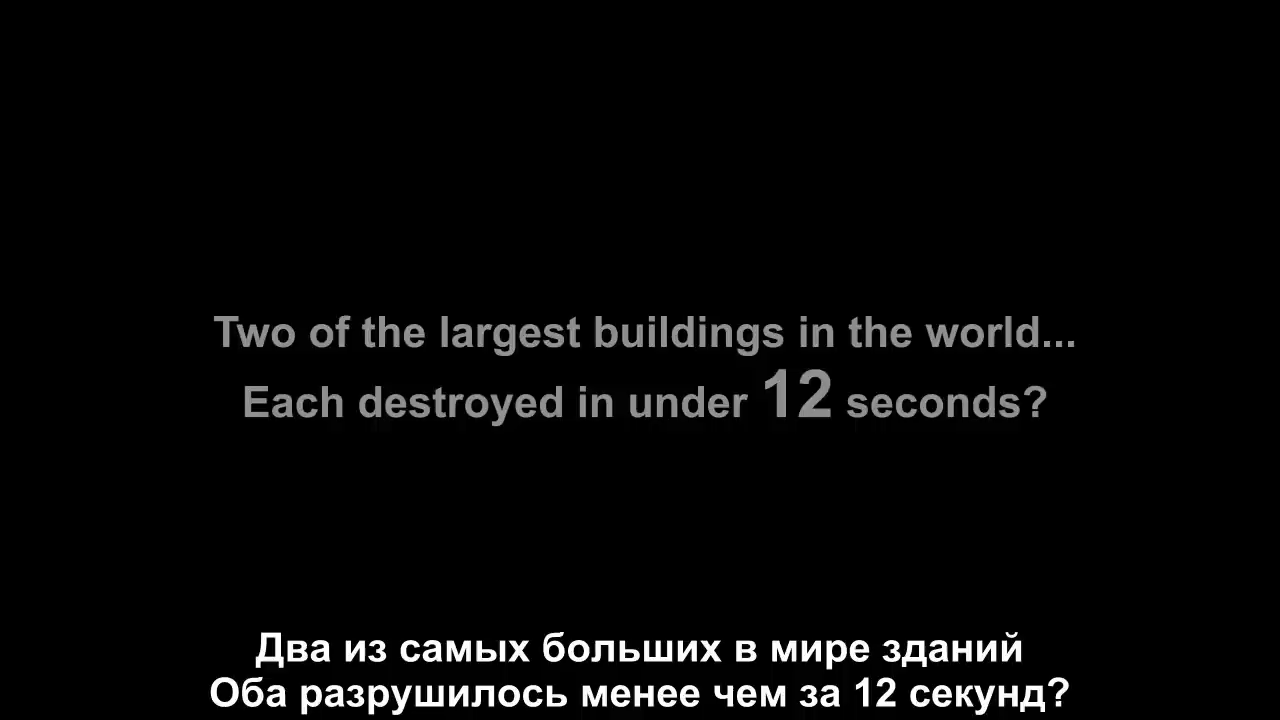 Two of the largest buildings in the world...
Each destroyed in under 12 seconds?
Два из самых больших в мире зданий
Оба разрушилось менее чем за 12 секунд?